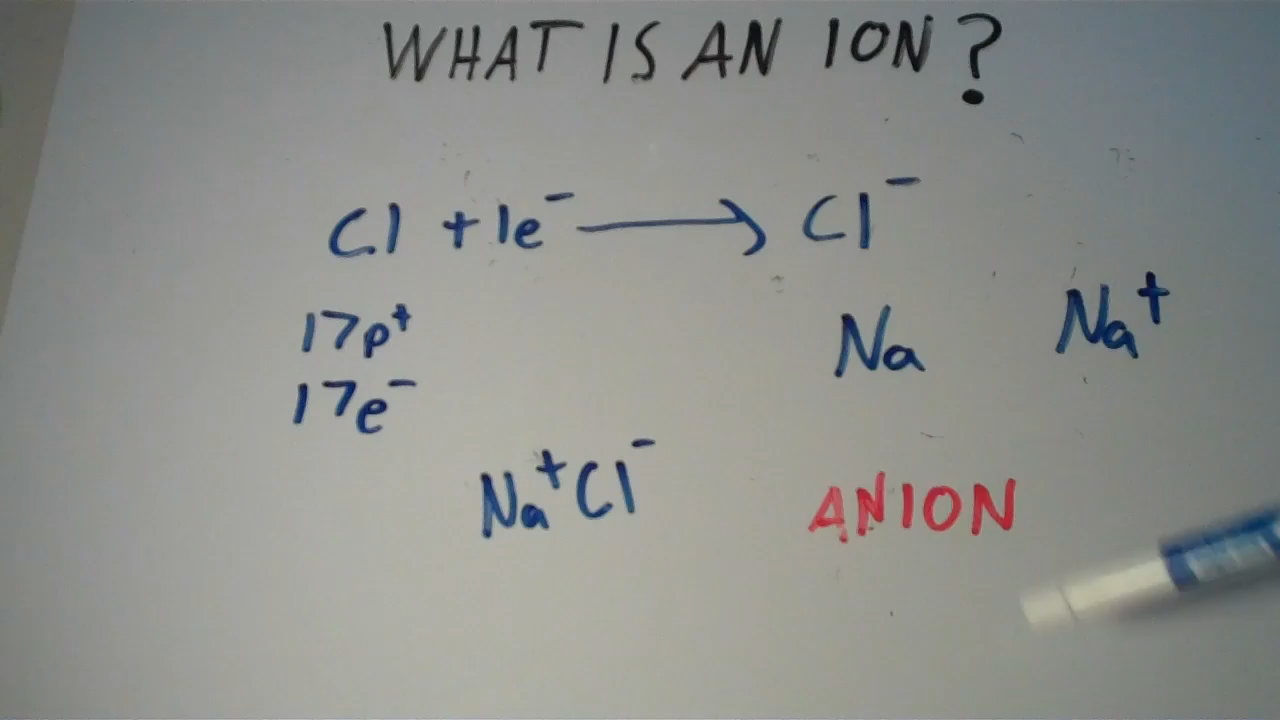 WHAT IS AN ION?
Cl + 1e⁻ → Cl⁻
17p⁺
17e⁻
Na Na⁺
Na⁺Cl⁻
ANION